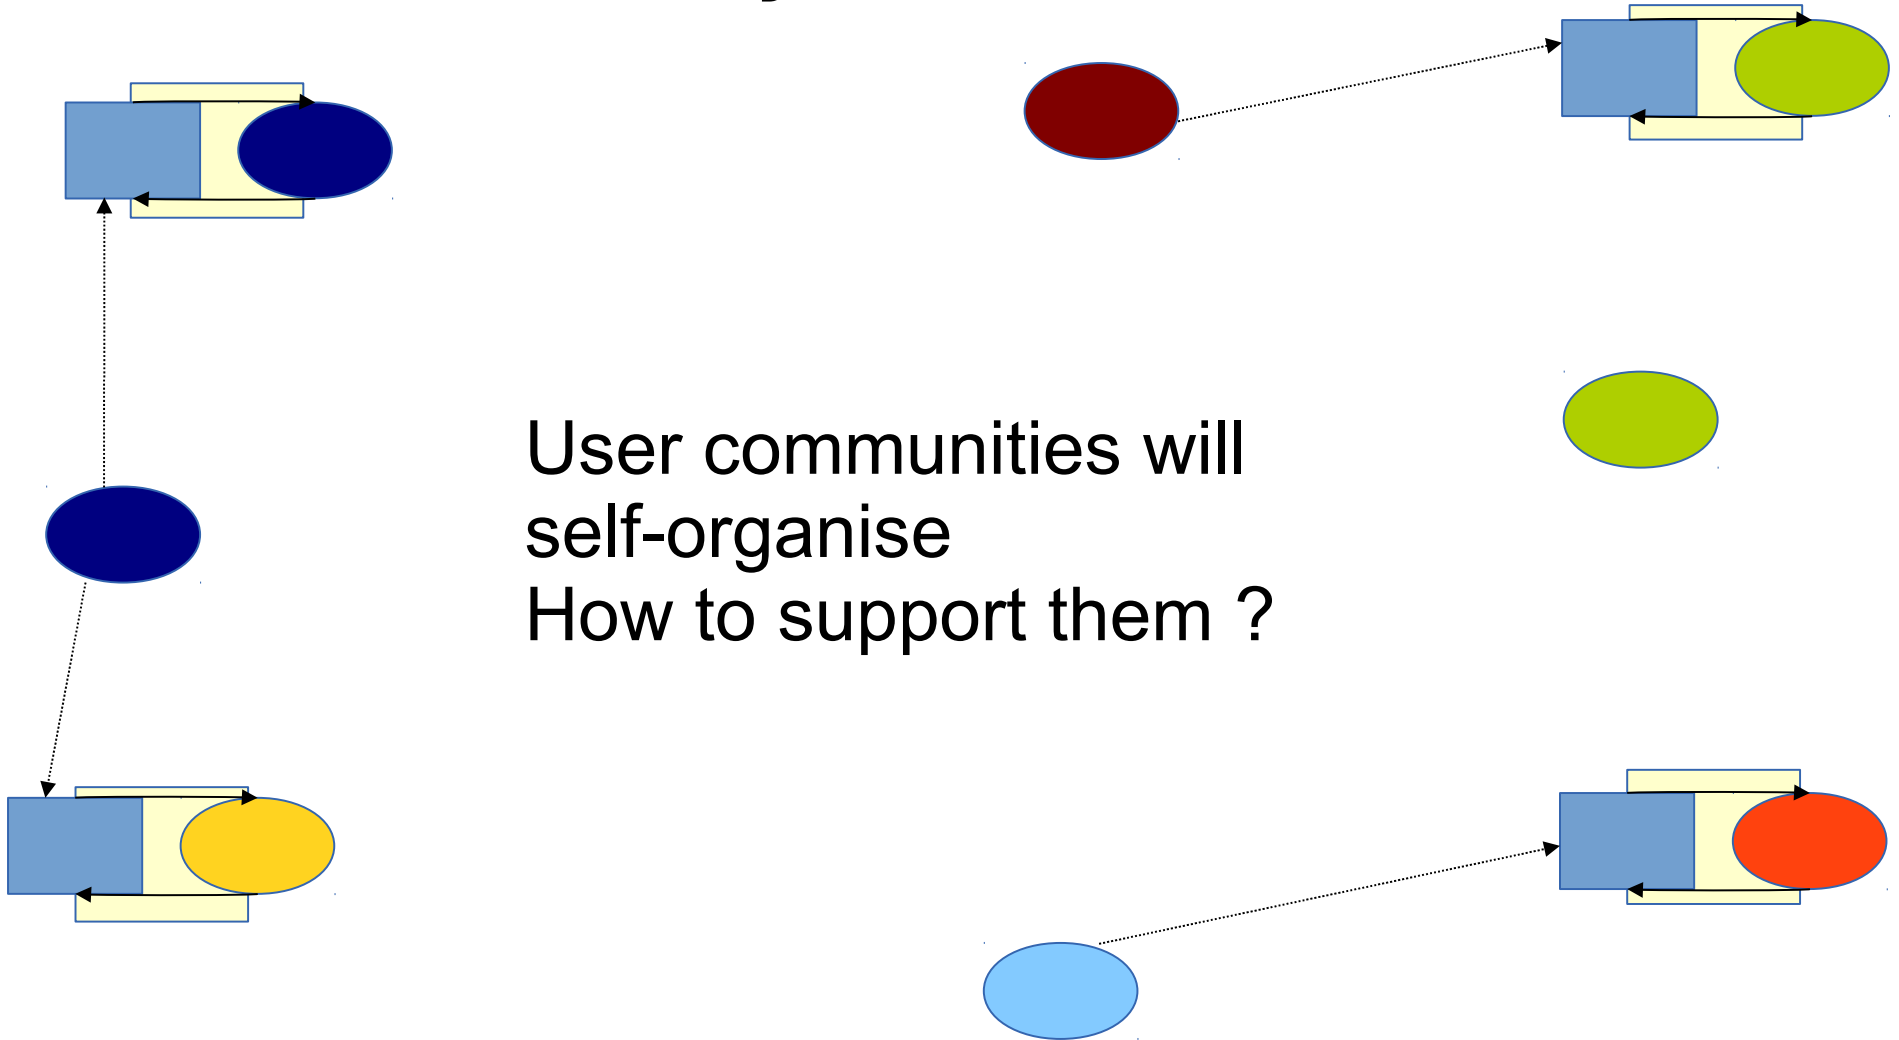 User communities will
self-organise
How to support them ?